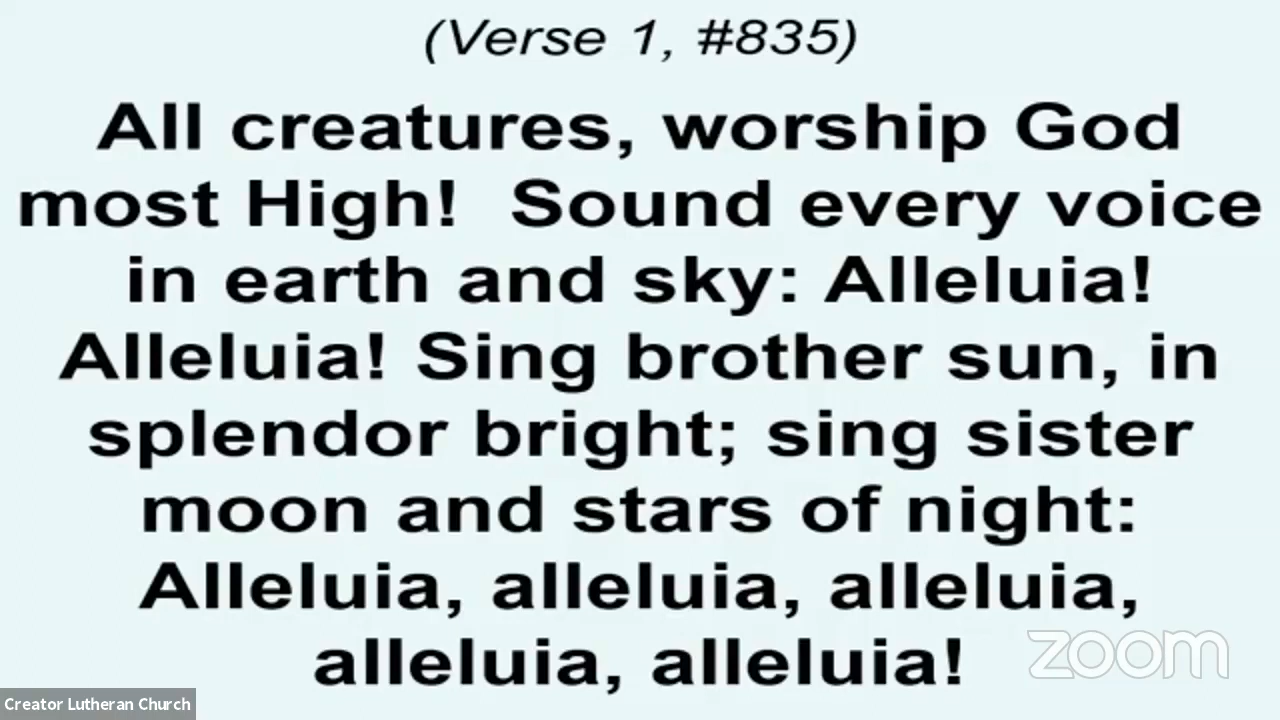 (Verse 1, #835)
All creatures, worship God
most High!  Sound every voice
in earth and sky: Alleluia!
Alleluia! Sing brother sun, in
splendor bright; sing sister
moon and stars of night:
Alleluia, alleluia, alleluia,
alleluia, alleluia!
zoom
Creator Lutheran Church